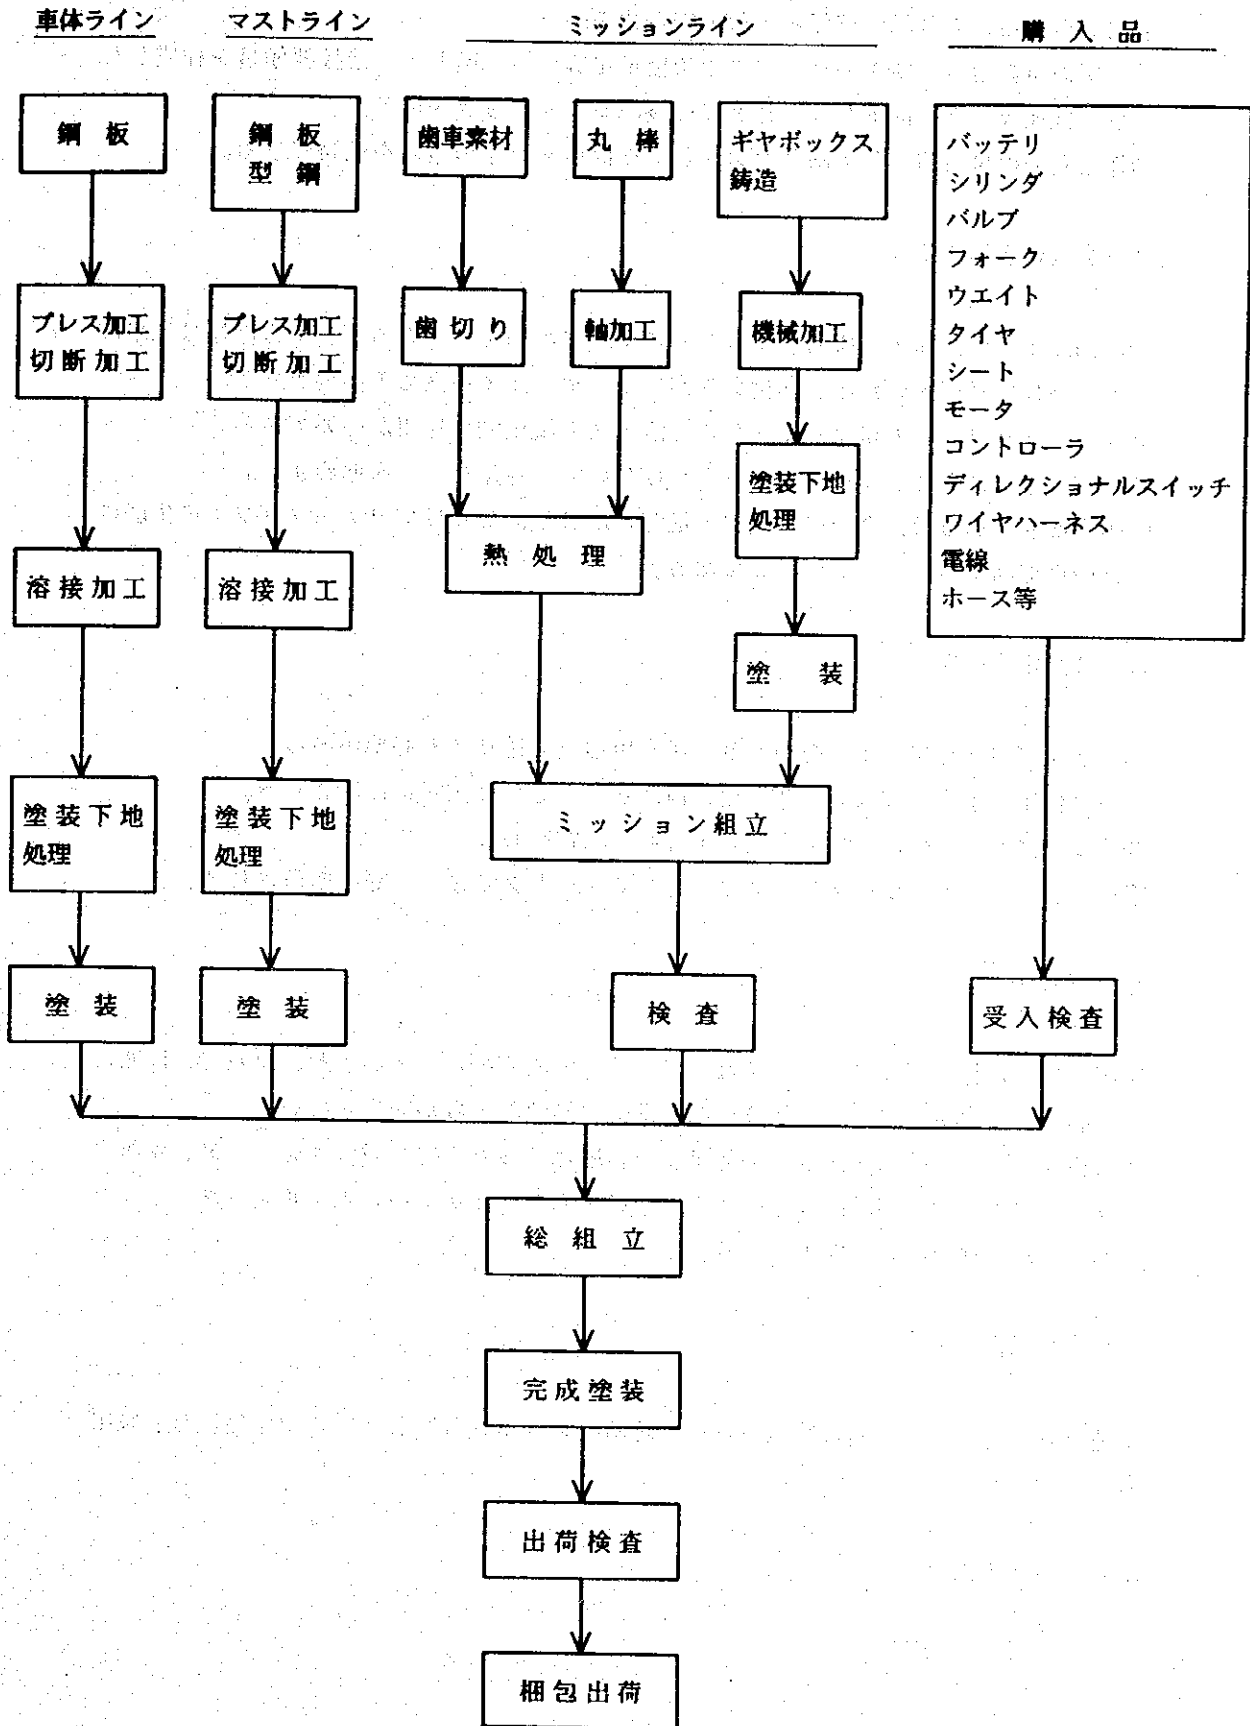 車体ライン
マストライン
ミッションライン
購入品
鋼板
鋼板
型鋼
歯車素材
丸棒
ギヤボックス
鋳造
バッテリ
シリンダ
バルブ
フォーク
ウエイト
タイヤ
シート
モータ
コントローラ
ディレクショナルスイッチ
ワイヤハーネス
電線
ホース等
プレス加工
切断加工
プレス加工
切断加工
歯切り
軸加工
機械加工
塗装下地
処理
熱処理
溶接加工
溶接加工
塗装
塗装下地
処理
塗装下地
処理
ミッション組立
塗装
塗装
検査
受入検査
総組立
完成塗装
出荷検査
梱包出荷